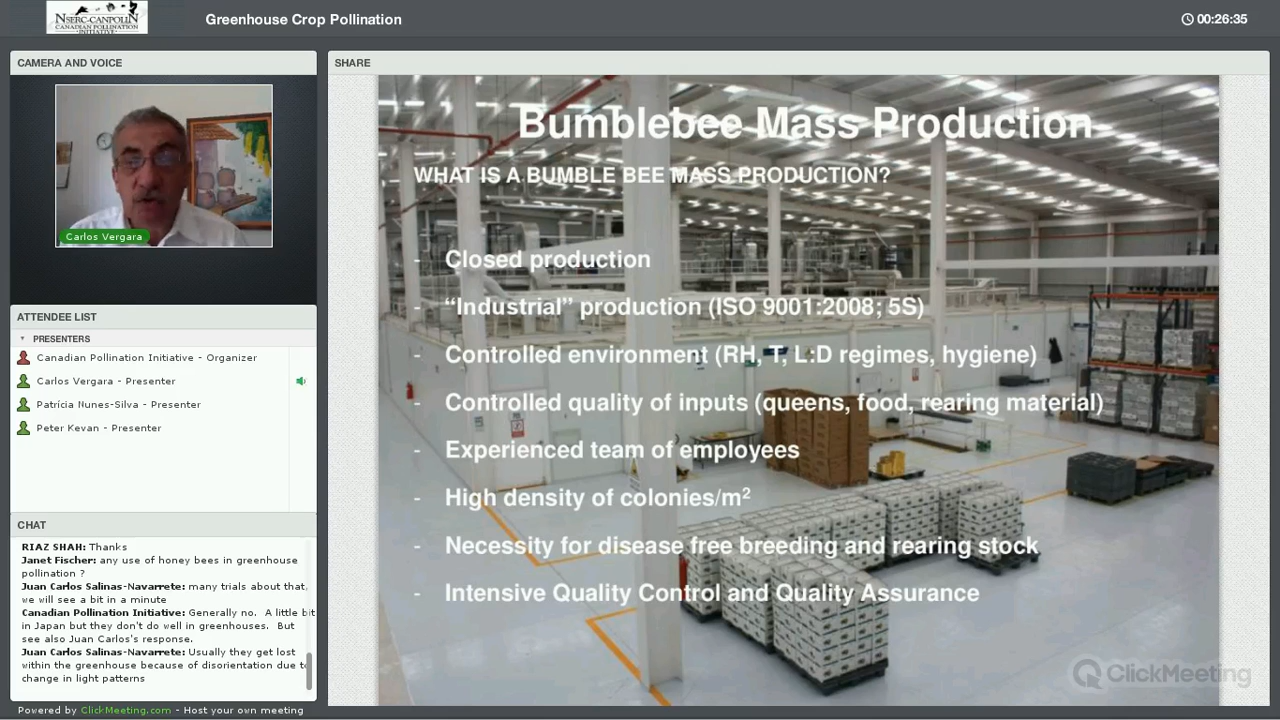 NSERC-CANPOLIN
CANADIAN POLLINATION
INITIATIVE
Greenhouse Crop Pollination
00:26:35
CAMERA AND VOICE
Carlos Vergara
ATTENDEE LIST
PRESENTERS
Canadian Pollination Initiative - Organizer
Carlos Vergara - Presenter
Patrícia Nunes-Silva - Presenter
Peter Kevan - Presenter
CHAT
RIAZ SHAH: Thanks
Janet Fischer: any use of honey bees in greenhouse
pollination ?
Juan Carlos Salinas-Navarrete: many trials about that,
we will see a bit in a minute
Canadian Pollination Initiative: Generally no. A little bit
in Japan but they don't do well in greenhouses. But
see also Juan Carlos's response.
Juan Carlos Salinas-Navarrete: Usually they get lost
within the greenhouse because of disorientation due to
change in light patterns
Powered by ClickMeeting.com - Host your own meeting
SHARE
Bumblebee Mass Production
WHAT IS A BUMBLE BEE MASS PRODUCTION?
- Closed production
- “Industrial” production (ISO 9001:2008; 5S)
- Controlled environment (RH, T, L:D regimes, hygiene)
- Controlled quality of inputs (queens, food, rearing material)
- Experienced team of employees
- High density of colonies/m²
- Necessity for disease free breeding and rearing stock
- Intensive Quality Control and Quality Assurance
ClickMeeting